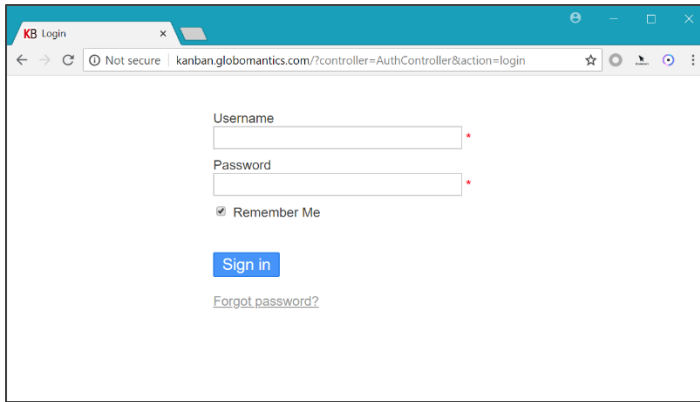 KB Login
Not secure kanban.globomantics.com/?controller=AuthController&action=login
Username
*
Password
*
Remember Me
Sign in
Forgot password?